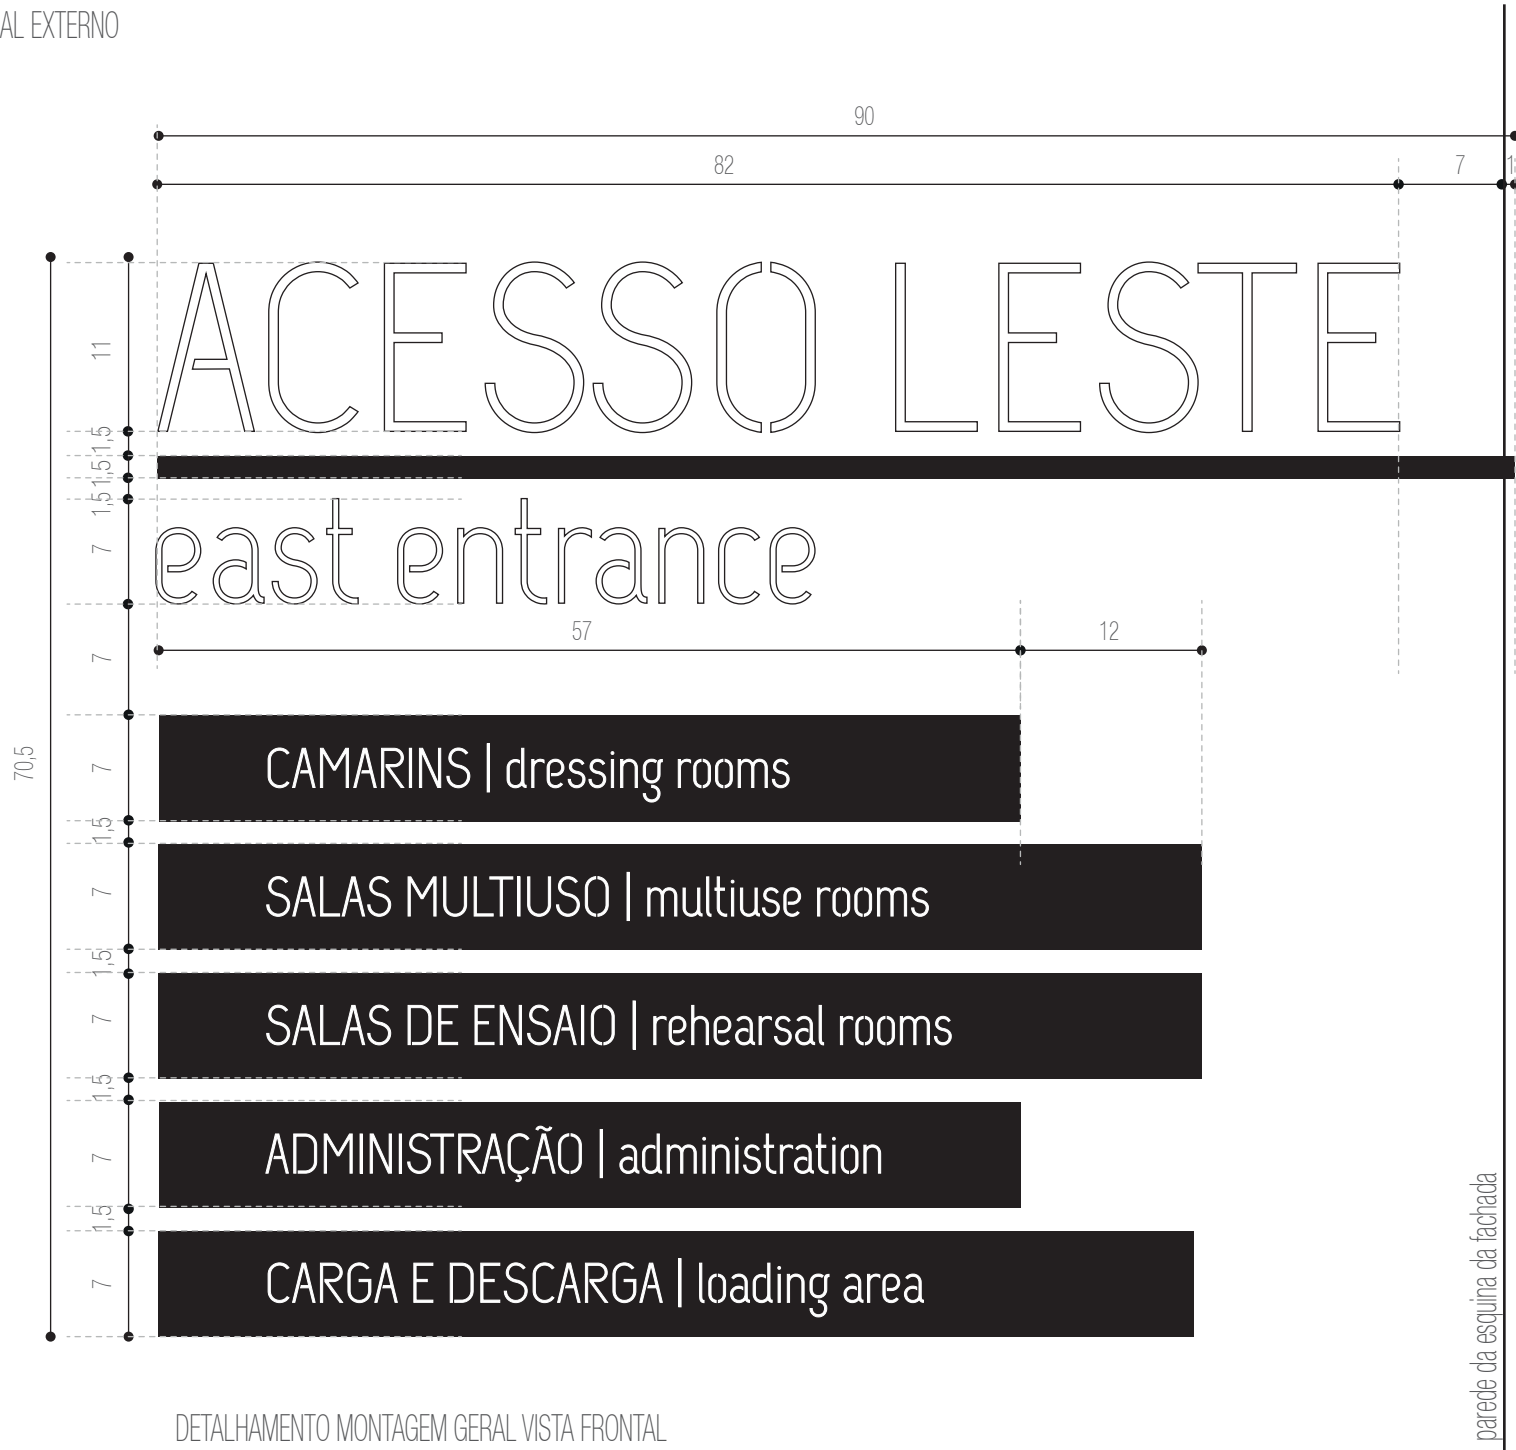 AL EXTERNO
90
82
7
1
ACESSO LESTE
11
1,5
1,5
1,5
east entrance
7
57
12
7
70,5
CAMARINS | dressing rooms
7
1,5
SALAS MULTIUSO | multiuse rooms
7
1,5
SALAS DE ENSAIO | rehearsal rooms
7
1,5
ADMINISTRAÇÃO | administration
7
1,5
CARGA E DESCARGA | loading area
7
parede da esquina da fachada
DETALHAMENTO MONTAGEM GERAL VISTA FRONTAL